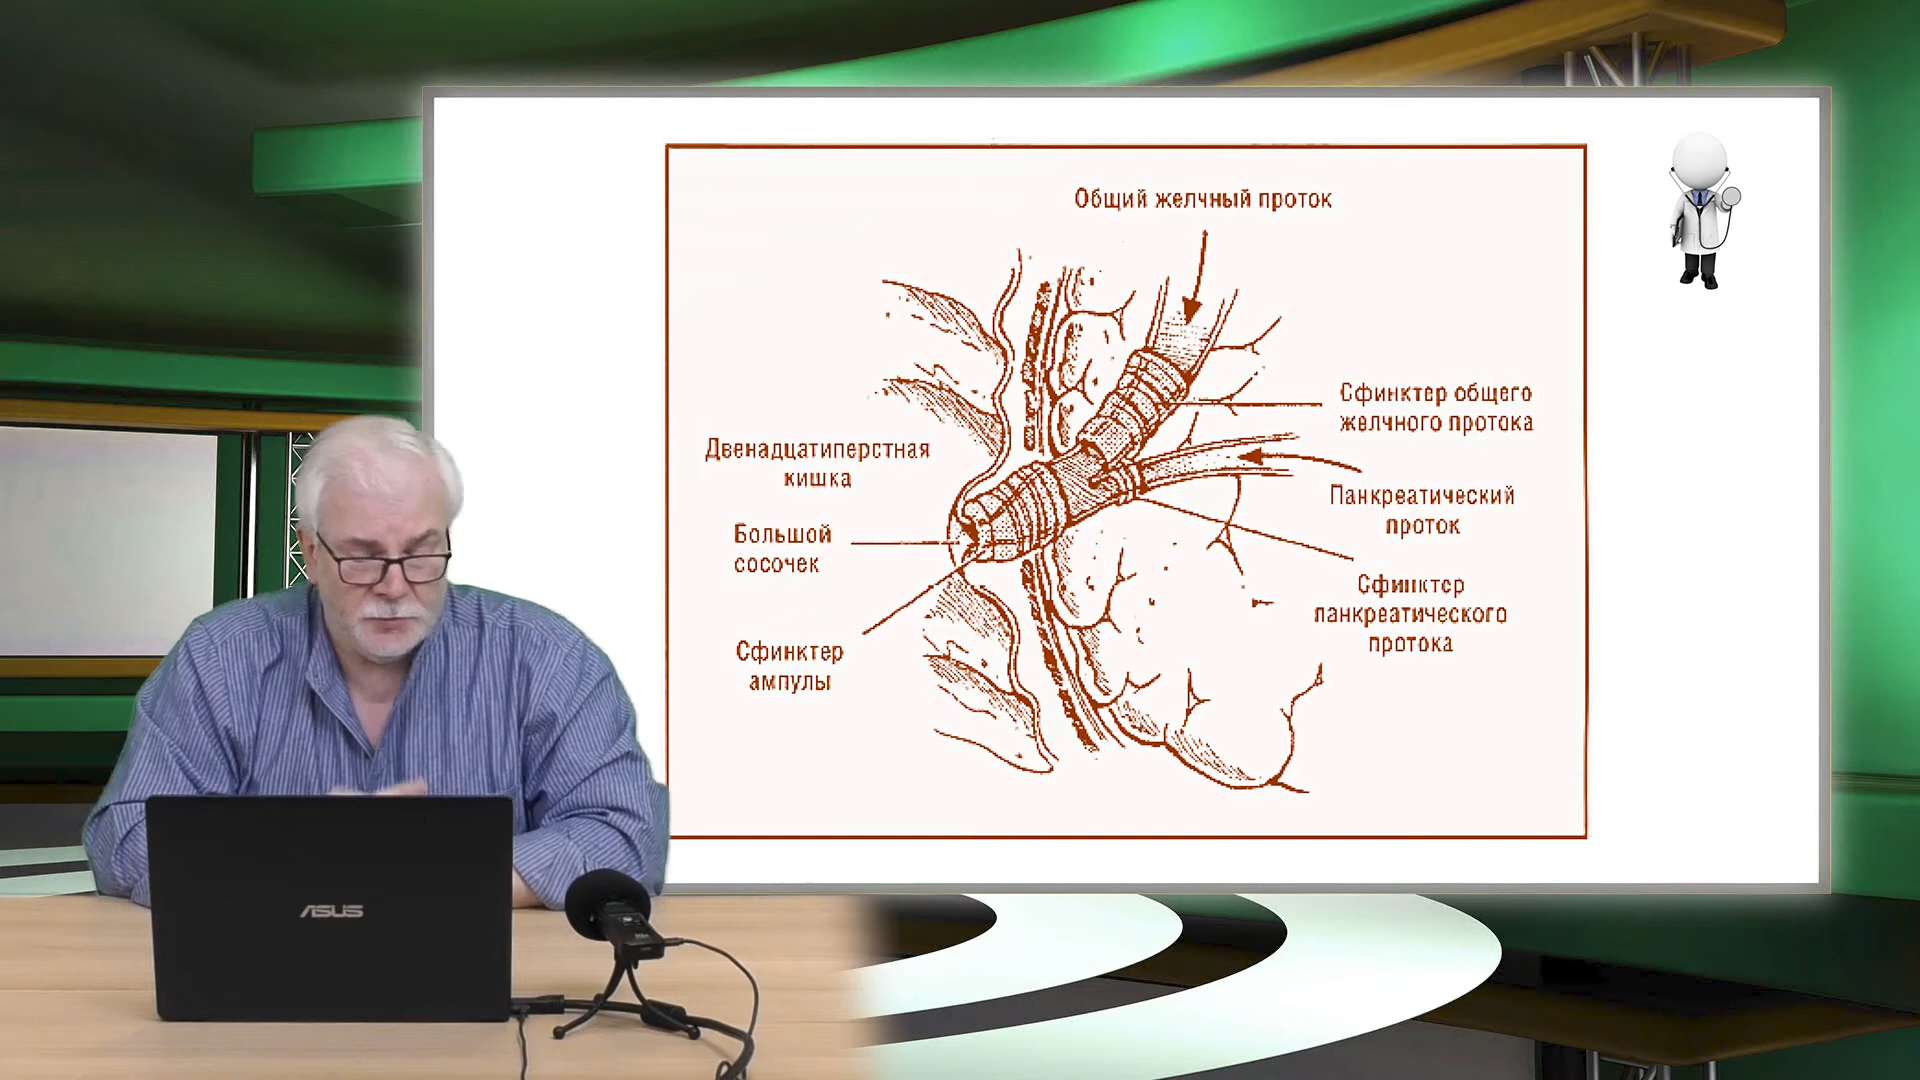 Общий желчный проток
Сфинктер общего
желчного протока
Двенадцатиперстная
кишка
Панкреатический
проток
Большой
сосочек
Сфинктер
панкреатического
протока
Сфинктер
ампулы
ASUS